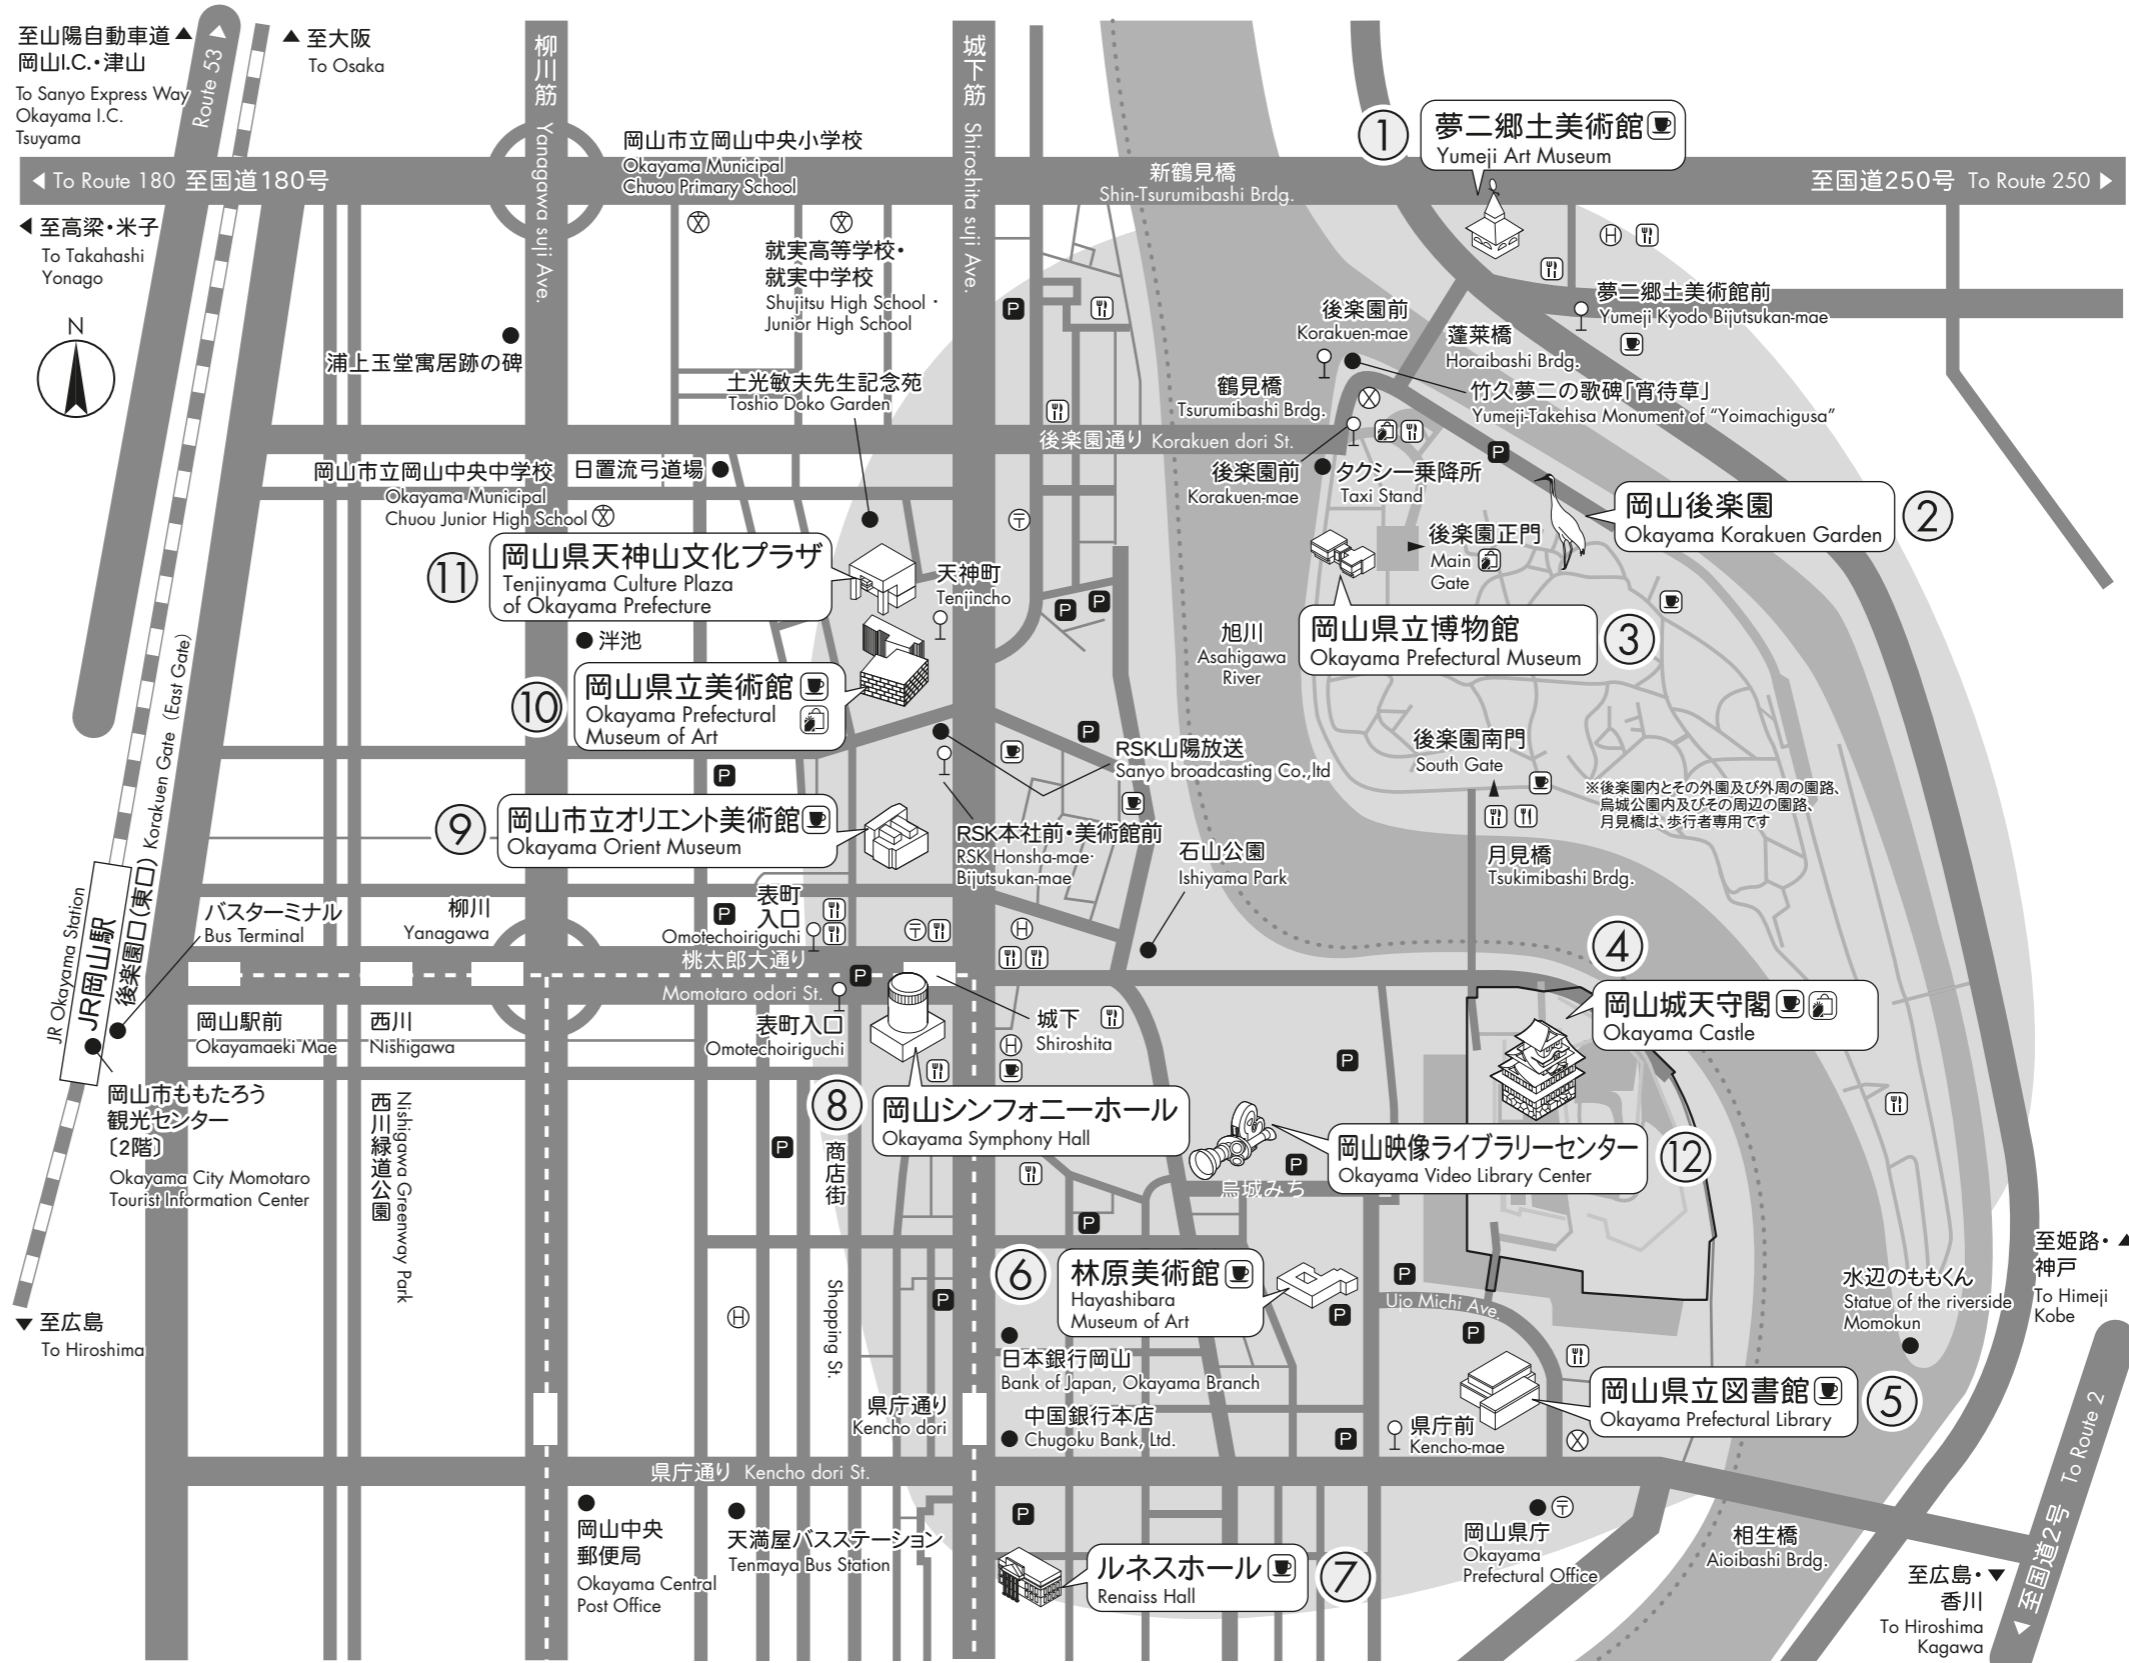 至山陽自動車道▲
岡山I.C.・津山
To Sanyo Express Way
Okayama I.C.
Tsuyama
Route 53
▲ 至大阪
To Osaka
柳川筋 Yanagawa suji Ave.
城下筋 Shiroshita suji Ave.
岡山市立岡山中央小学校
Okayama Municipal
Chuou Primary School
◀ To Route 180 至国道180号
新鶴見橋
Shin-Tsurumibashi Brdg.
① 夢二郷土美術館
Yumeji Art Museum
至国道250号 To Route 250 ▶
◀ 至高梁・米子
To Takahashi
Yonago
N
就実高等学校・
就実中学校
Shujitsu High School ·
Junior High School
浦上玉堂寓居跡の碑
土光敏夫先生記念苑
Toshio Doko Garden
後楽園前
Korakuen-mae
夢二郷土美術館前
Yumeji Kyodo Bijutsukan-mae
蓬莱橋
Horaibashi Brdg.
鶴見橋
Tsurumibashi Brdg.
竹久夢二の歌碑「宵待草」
Yumeji-Takehisa Monument of “Yoimachigusa”
後楽園通り Korakuen dori St.
岡山市立岡山中央中学校
Okayama Municipal
Chuou Junior High School
日置流弓道場
後楽園前
Korakuen-mae
タクシー乗降所
Taxi Stand
② 岡山後楽園
Okayama Korakuen Garden
後楽園正門
Main
Gate
⑪ 岡山県天神山文化プラザ
Tenjinyama Culture Plaza
of Okayama Prefecture
天神町
Tenjincho
泮池
旭川
Asahigawa
River
③ 岡山県立博物館
Okayama Prefectural Museum
⑩ 岡山県立美術館
Okayama Prefectural
Museum of Art
RSK山陽放送
Sanyo broadcasting Co.,ltd
後楽園南門
South Gate
※後楽園内とその外園及び外周の園路、
烏城公園内及びその周辺の園路、
月見橋は、歩行者専用です
⑨ 岡山市立オリエント美術館
Okayama Orient Museum
RSK本社前・美術館前
RSK Honsha-mae·
Bijutsukan-mae
石山公園
Ishiyama Park
月見橋
Tsukimibashi Brdg.
JR Okayama Station
JR岡山駅
後楽園口(東口) Korakuen Gate (East Gate)
バスターミナル
Bus Terminal
柳川
Yanagawa
表町
入口
Omotechoiriguchi
桃太郎大通り
Momotaro odori St.
岡山駅前
Okayamaeki Mae
西川
Nishigawa
表町入口
Omotechoiriguchi
城下
Shiroshita
④ 岡山城天守閣
Okayama Castle
岡山市ももたろう
観光センター
〔2階〕
Okayama City Momotaro
Tourist Information Center
西川緑道公園
Nishigawa Greenway Park
⑧ 岡山シンフォニーホール
Okayama Symphony Hall
商店街
Shopping St.
⑫ 岡山映像ライブラリーセンター
Okayama Video Library Center
烏城みち
Ujo Michi Ave.
⑥ 林原美術館
Hayashibara
Museum of Art
日本銀行岡山
Bank of Japan, Okayama Branch
中国銀行本店
Chugoku Bank, Ltd.
県庁通り
Kencho dori
県庁前
Kencho-mae
⑤ 岡山県立図書館
Okayama Prefectural Library
水辺のももくん
Statue of the riverside
Momokun
至姫路・▲
神戸
To Himeji
Kobe
▼ 至広島
To Hiroshima
県庁通り Kencho dori St.
岡山中央
郵便局
Okayama Central
Post Office
天満屋バスステーション
Tenmaya Bus Station
⑦ ルネスホール
Renaiss Hall
岡山県庁
Okayama
Prefectural Office
相生橋
Aioibashi Brdg.
至広島・▼
香川
To Hiroshima
Kagawa
◀ 至国道2号 To Route 2